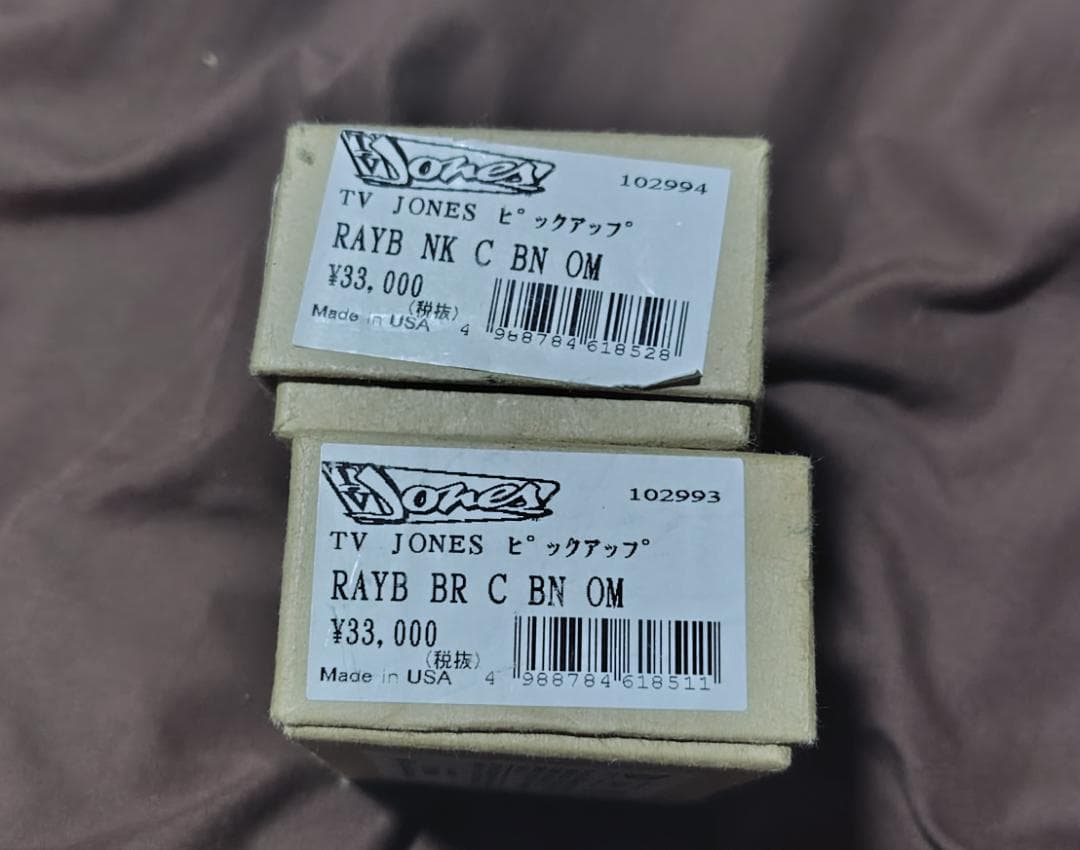 TV Jones
102994
TV JONES ピックアップ
RAYB NK C BN OM
¥33,000
(税抜)
Made in USA
4 988784 618528
TV Jones
102993
TV JONES ピックアップ
RAYB BR C BN OM
¥33,000
(税抜)
Made in USA
4 988784 618511